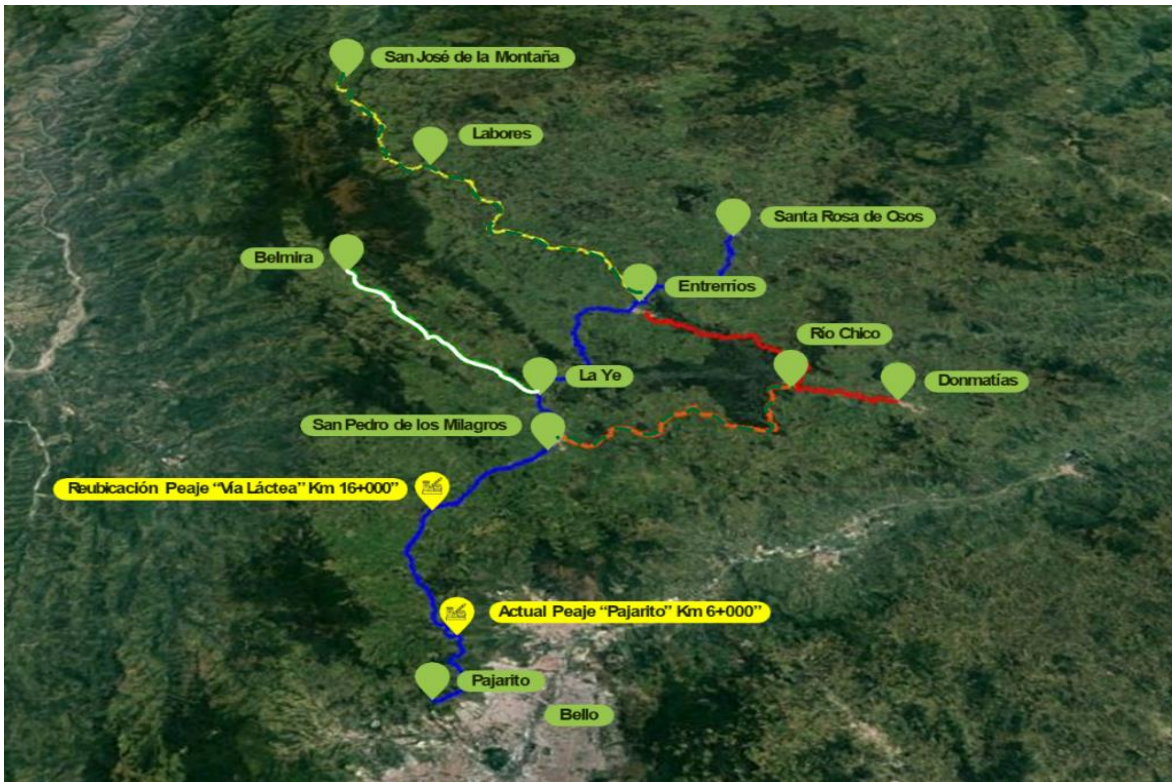 San José de la Montaña
Labores
Santa Rosa de Osos
Belmira
Entrerríos
Río Chico
La Ye
Donmatías
San Pedro de los Milagros
Reubicación Peaje “Vía Láctea” Km 16+000”
Actual Peaje “Pajarito” Km 6+000”
Pajarito
Bello